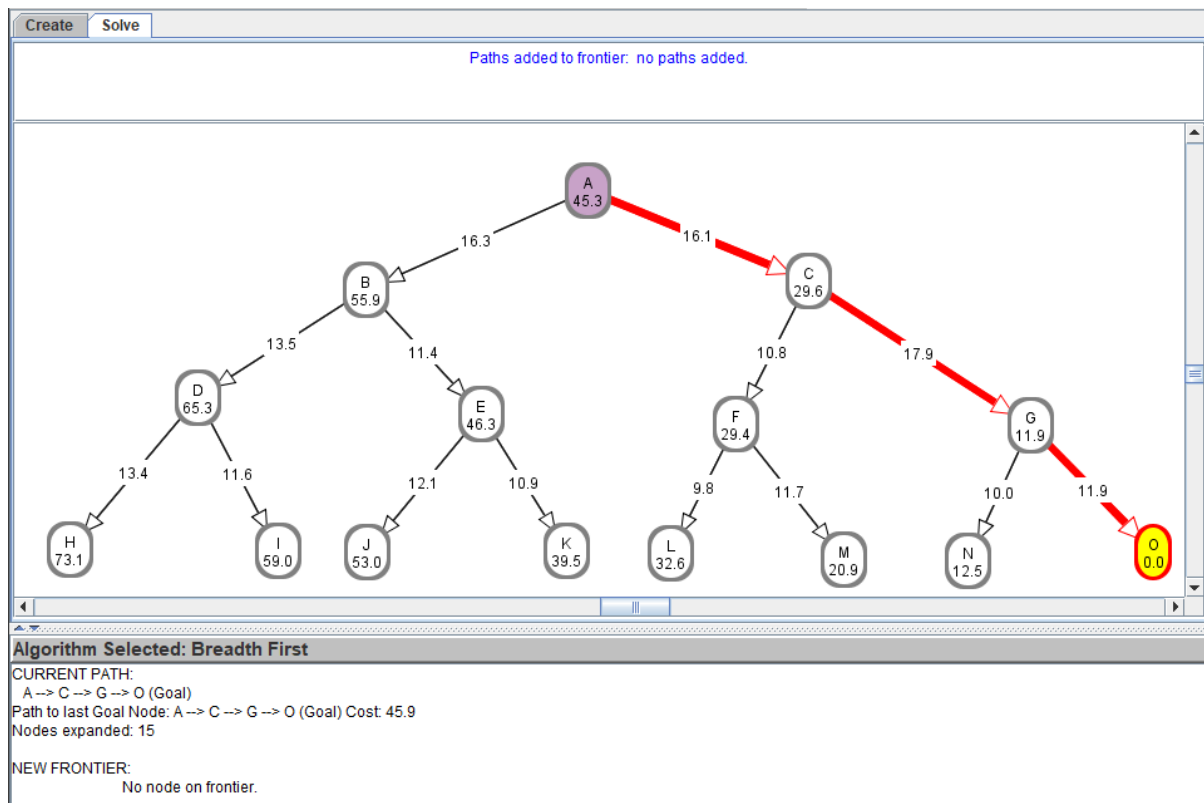 Create Solve
Paths added to frontier: no paths added.
A
45.3
16.3
16.1
B
55.9
C
29.6
13.5
11.4
10.8
17.9
D
65.3
E
46.3
F
29.4
G
11.9
13.4
11.6
12.1
10.9
9.8
11.7
10.0
11.9
H
73.1
I
59.0
J
53.0
K
39.5
L
32.6
M
20.9
N
12.5
O
0.0
Algorithm Selected: Breadth First
CURRENT PATH:
A --> C --> G --> O (Goal)
Path to last Goal Node: A --> C --> G --> O (Goal) Cost: 45.9
Nodes expanded: 15
NEW FRONTIER:
No node on frontier.